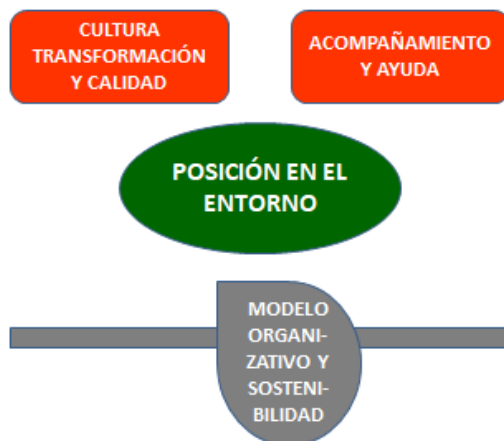 CULTURA
TRANSFORMACIÓN
Y CALIDAD
ACOMPAÑAMIENTO
Y AYUDA
POSICIÓN EN EL
ENTORNO
MODELO
ORGANI-
ZATIVO Y
SOSTENI-
BILIDAD